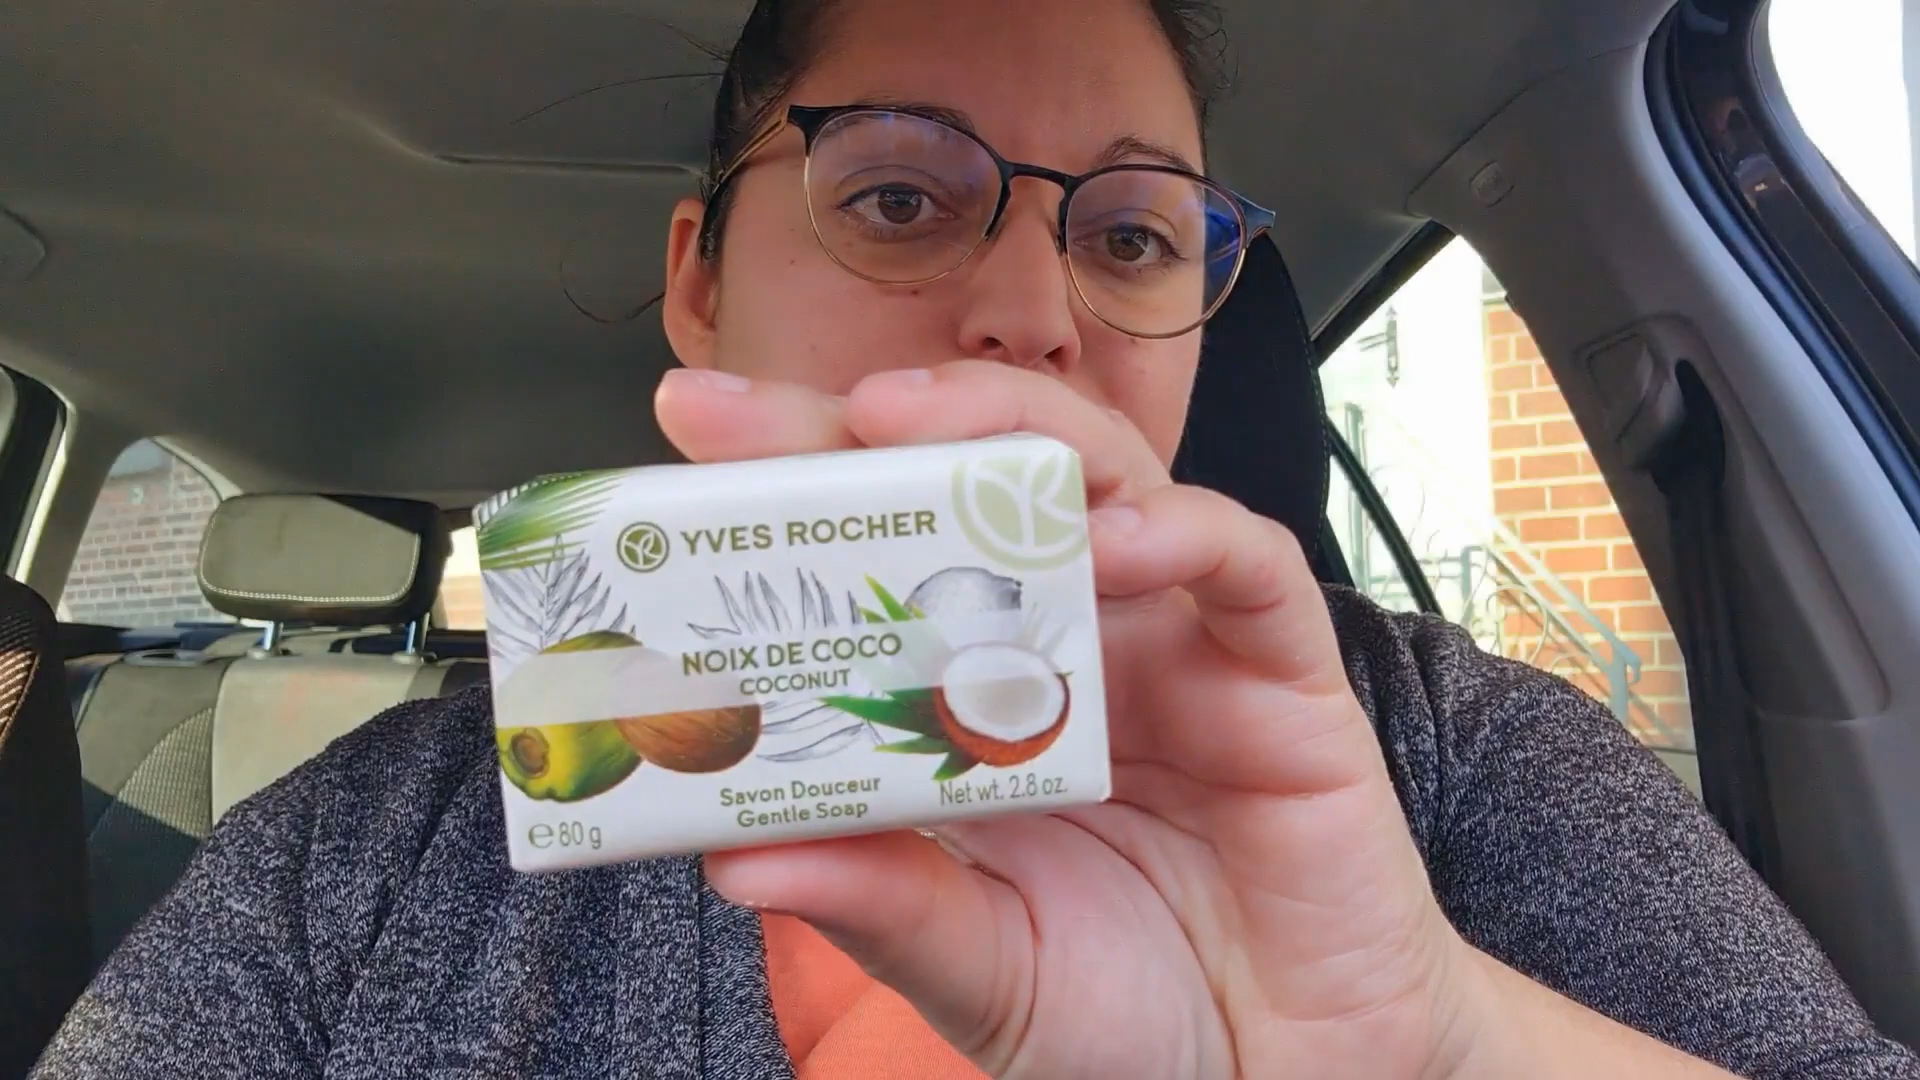 YVES ROCHER
NOIX DE COCO
COCONUT
Savon Douceur
Gentle Soap
Net wt. 2.8 oz.
℮ 80 g